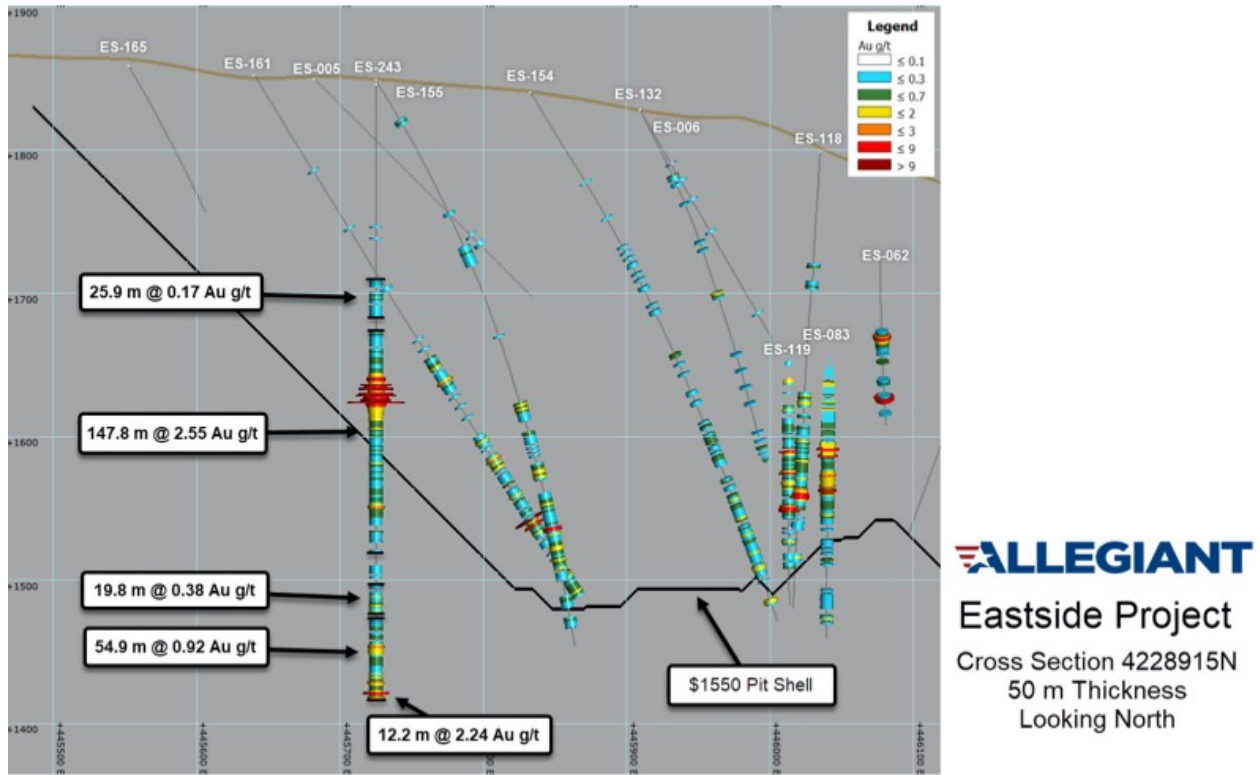 +1900
ES-165
ES-161
ES-005
ES-243
ES-155
ES-154
ES-132
ES-006
ES-118
Legend
Au g/t
≤ 0.1
≤ 0.3
≤ 0.7
≤ 2
≤ 3
≤ 9
> 9
+1800
ES-062
25.9 m @ 0.17 Au g/t
+1700
ES-083
ES-119
147.8 m @ 2.55 Au g/t
+1600
+1500
19.8 m @ 0.38 Au g/t
54.9 m @ 0.92 Au g/t
$1550 Pit Shell
12.2 m @ 2.24 Au g/t
+1400
+445500 E
+445600 E
+445700 E
+445900 E
+446000 E
+446100 E
ALLEGIANT
Eastside Project
Cross Section 4228915N
50 m Thickness
Looking North